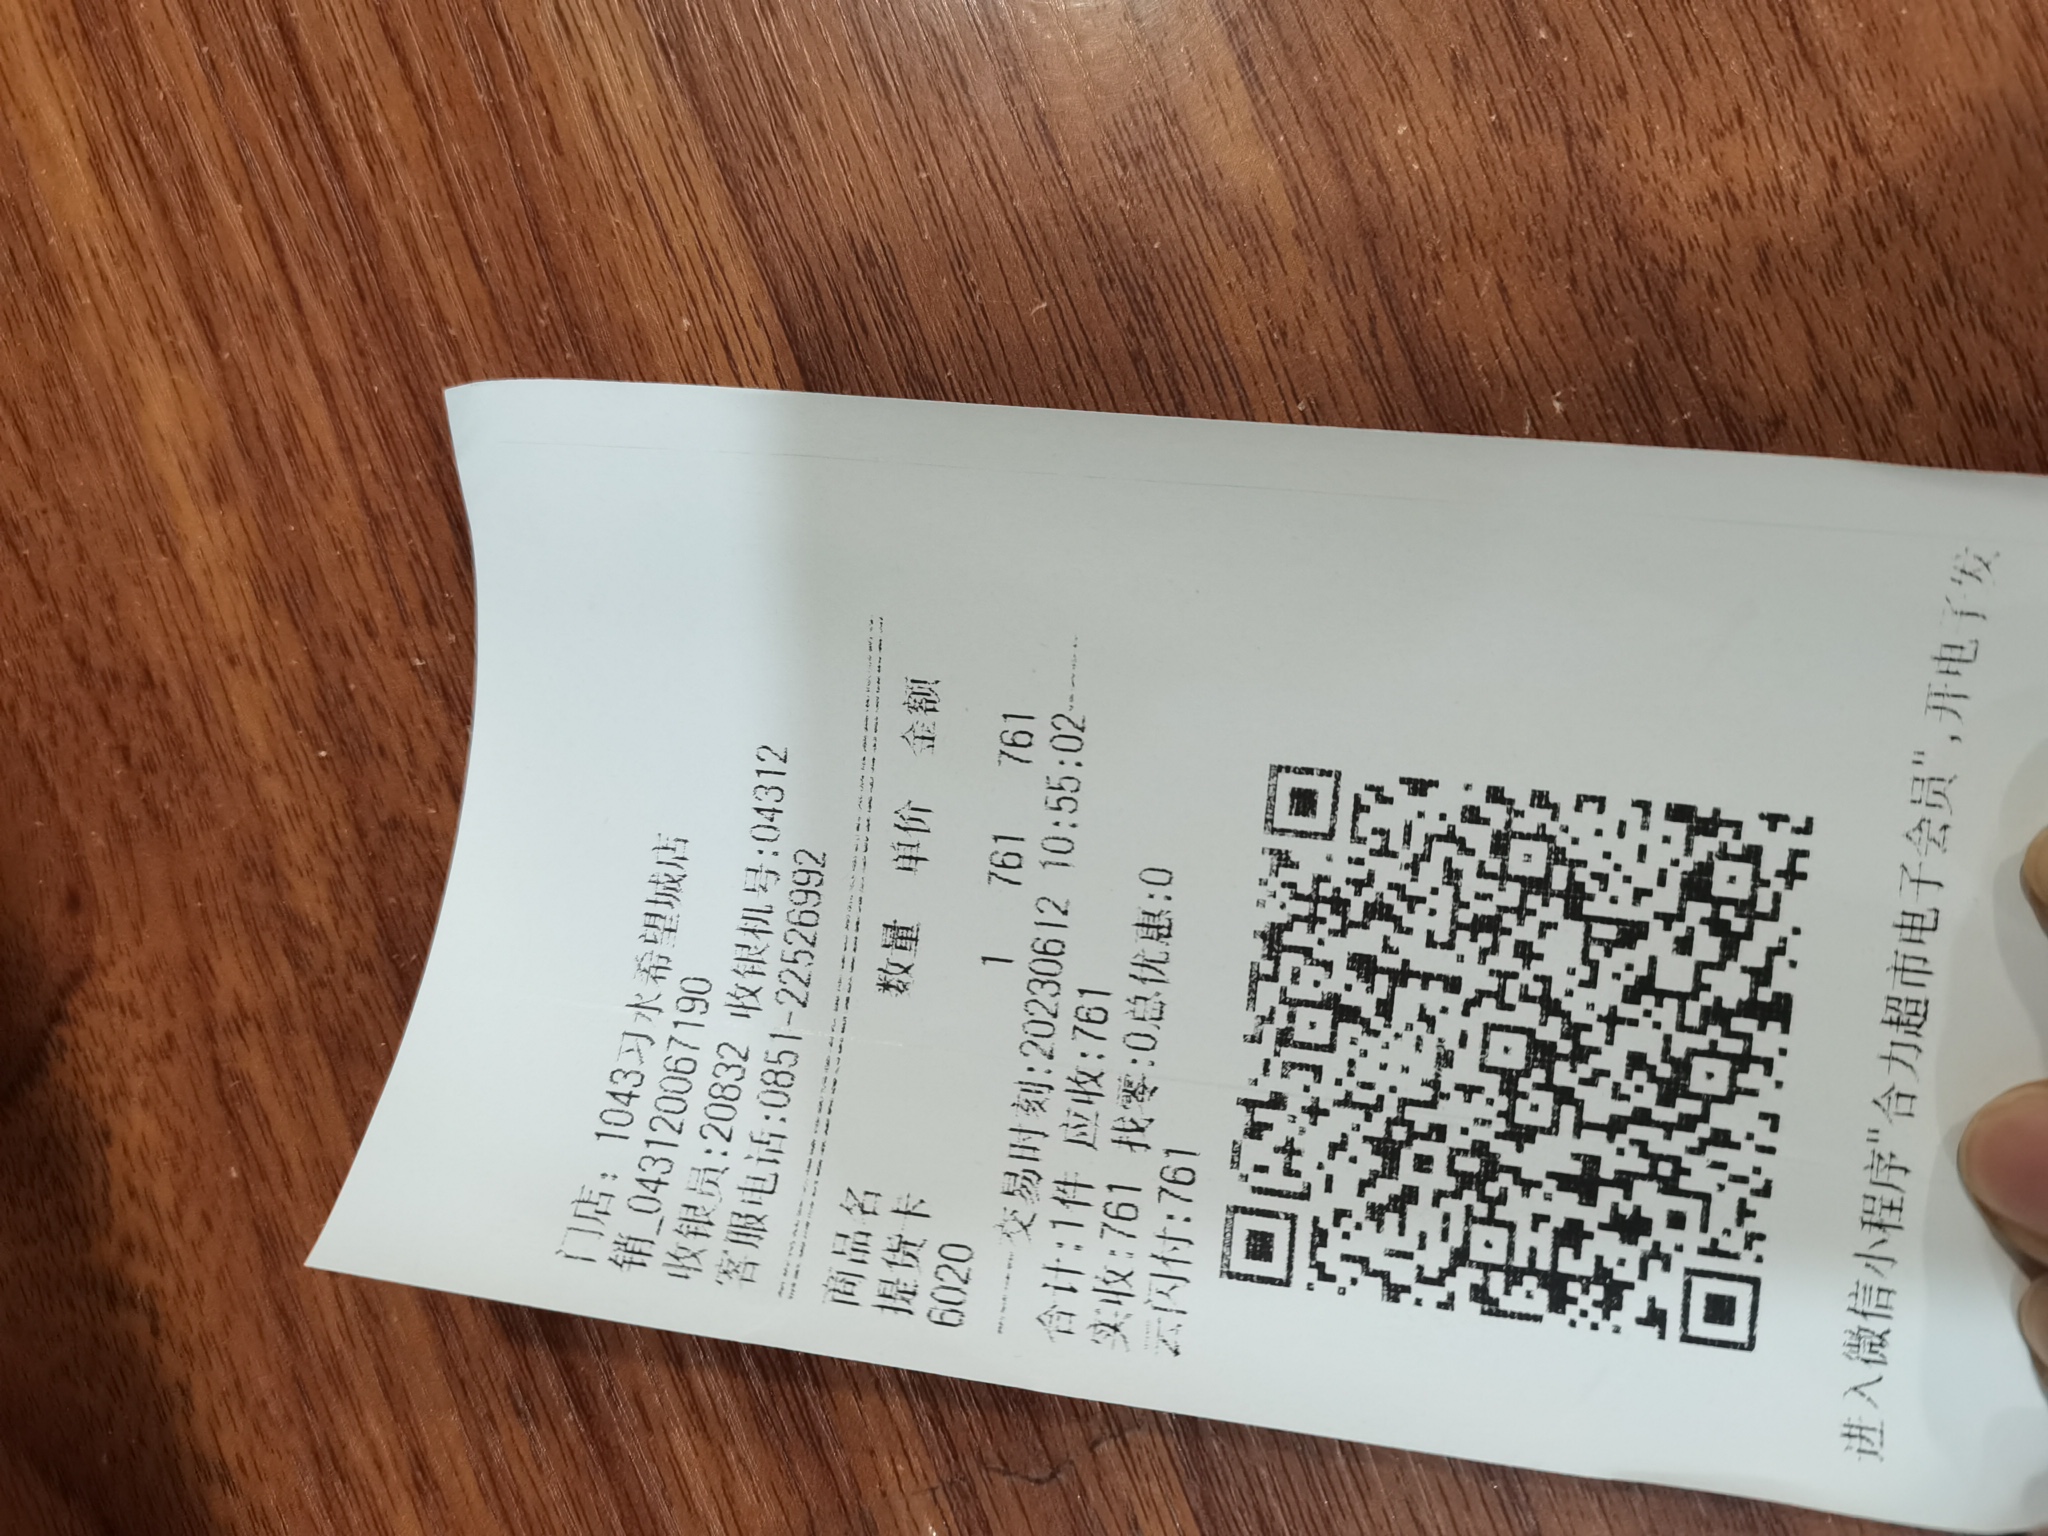 门店: 1043习水希望城店
销_043120067190
收银员:20832 收银机号:04312
客服电话:0851-22526992
商品名 数量 单价 金额
提货卡
6020 1 761 761
交易时刻:20230612 10:55:02
合计:1件 应收:761
实收:761 找零:0总优惠:0
云闪付:761
进入微信小程序"合力超市电子会员",开电子发